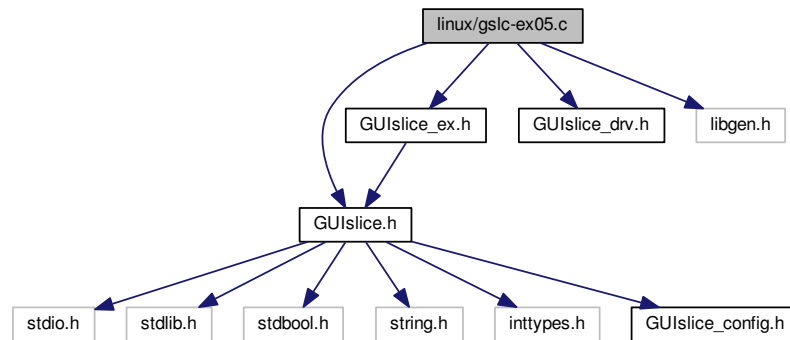 linux/gslc-ex05.c
GUIslice_ex.h
GUIslice_drv.h
libgen.h
GUIslice.h
stdio.h
stdlib.h
stdbool.h
string.h
inttypes.h
GUIslice_config.h